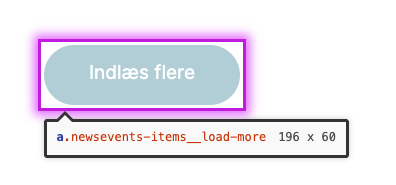 Indlæs flere
a.newsevents-items__load-more 196 x 60